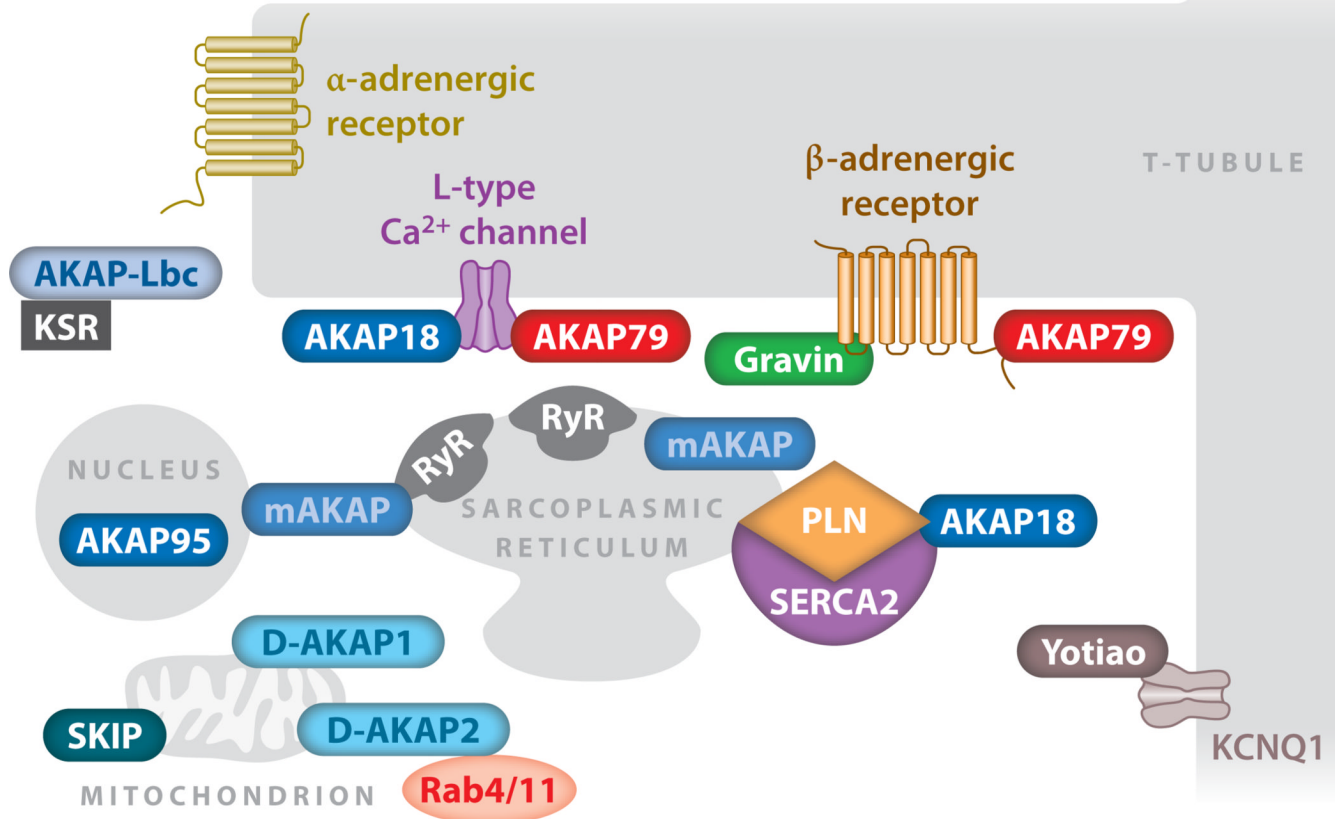 α-adrenergic
receptor
L-type
Ca²⁺ channel
β-adrenergic
receptor
T-TUBULE
AKAP-Lbc
KSR
AKAP18
AKAP79
Gravin
AKAP79
RyR
RyR
mAKAP
NUCLEUS
AKAP95
mAKAP
SARCOPLASMIC
RETICULUM
PLN
SERCA2
AKAP18
D-AKAP1
SKIP
D-AKAP2
Rab4/11
MITOCHONDRION
Yotiao
KCNQ1